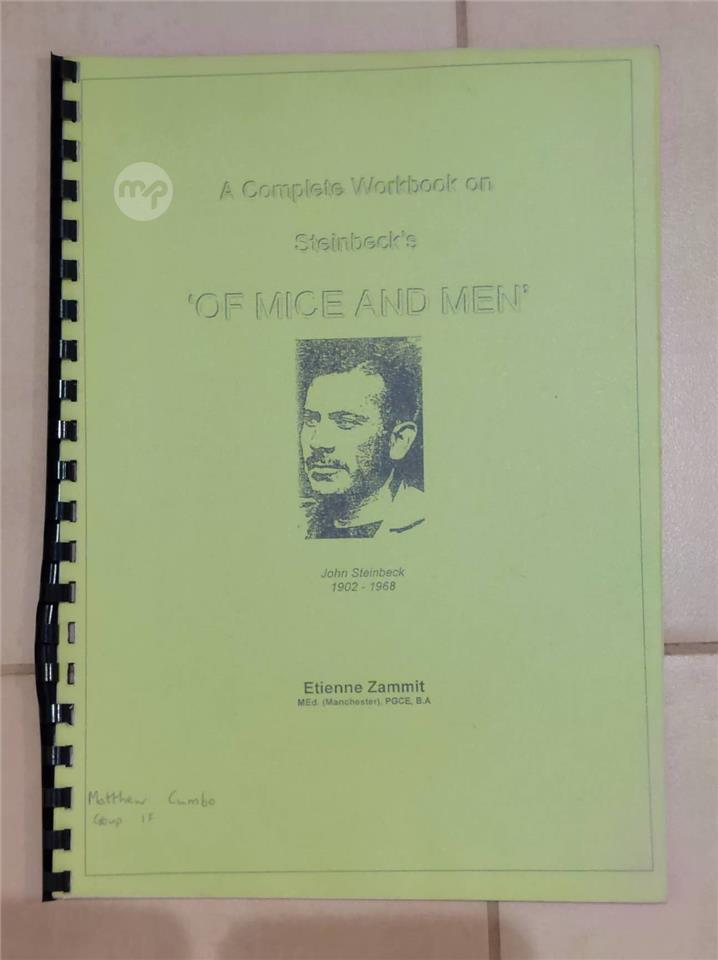 mp
A Complete Workbook on
Steinbeck's
'OF MICE AND MEN'
John Steinbeck
1902 - 1968
Etienne Zammit
MEd. (Manchester), PGCE, B.A
Matthew Cumbo
Group 1F